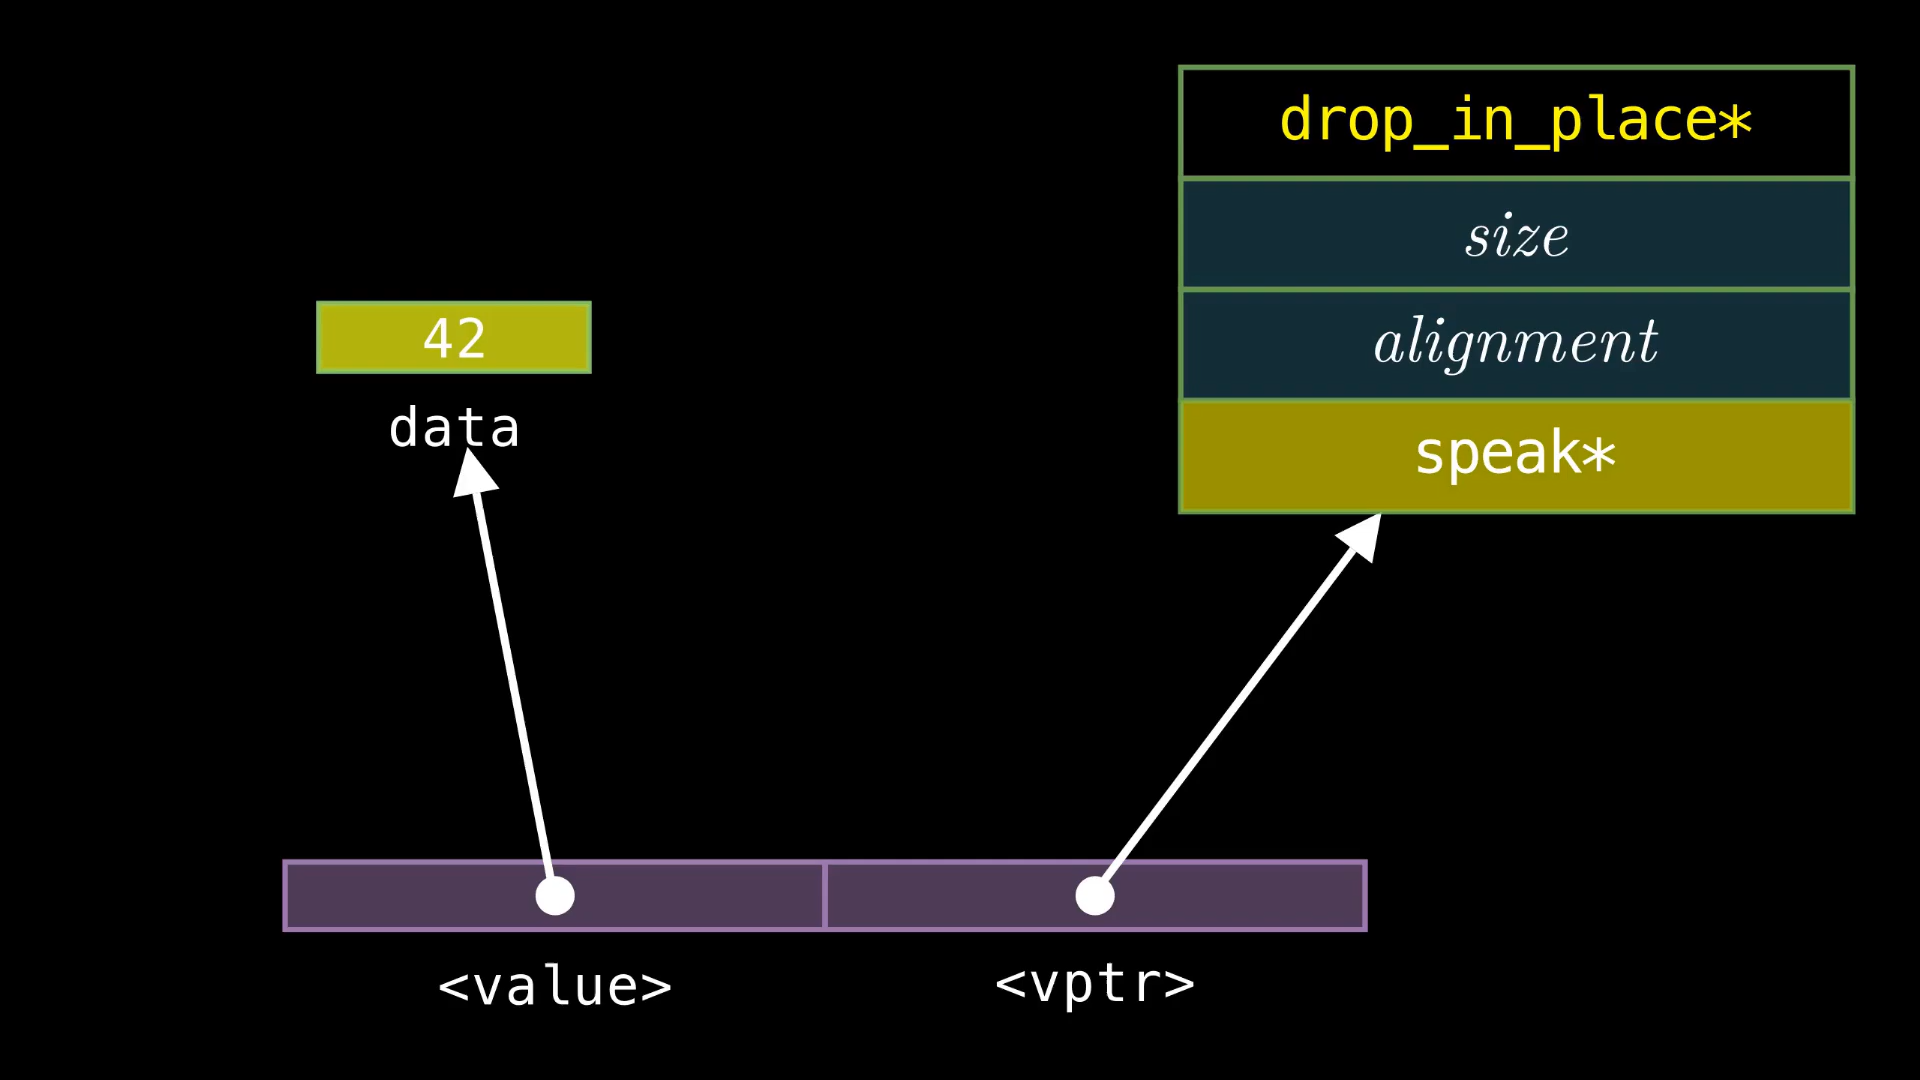 drop_in_place*
size
alignment
speak*
42
data
<value>
<vptr>